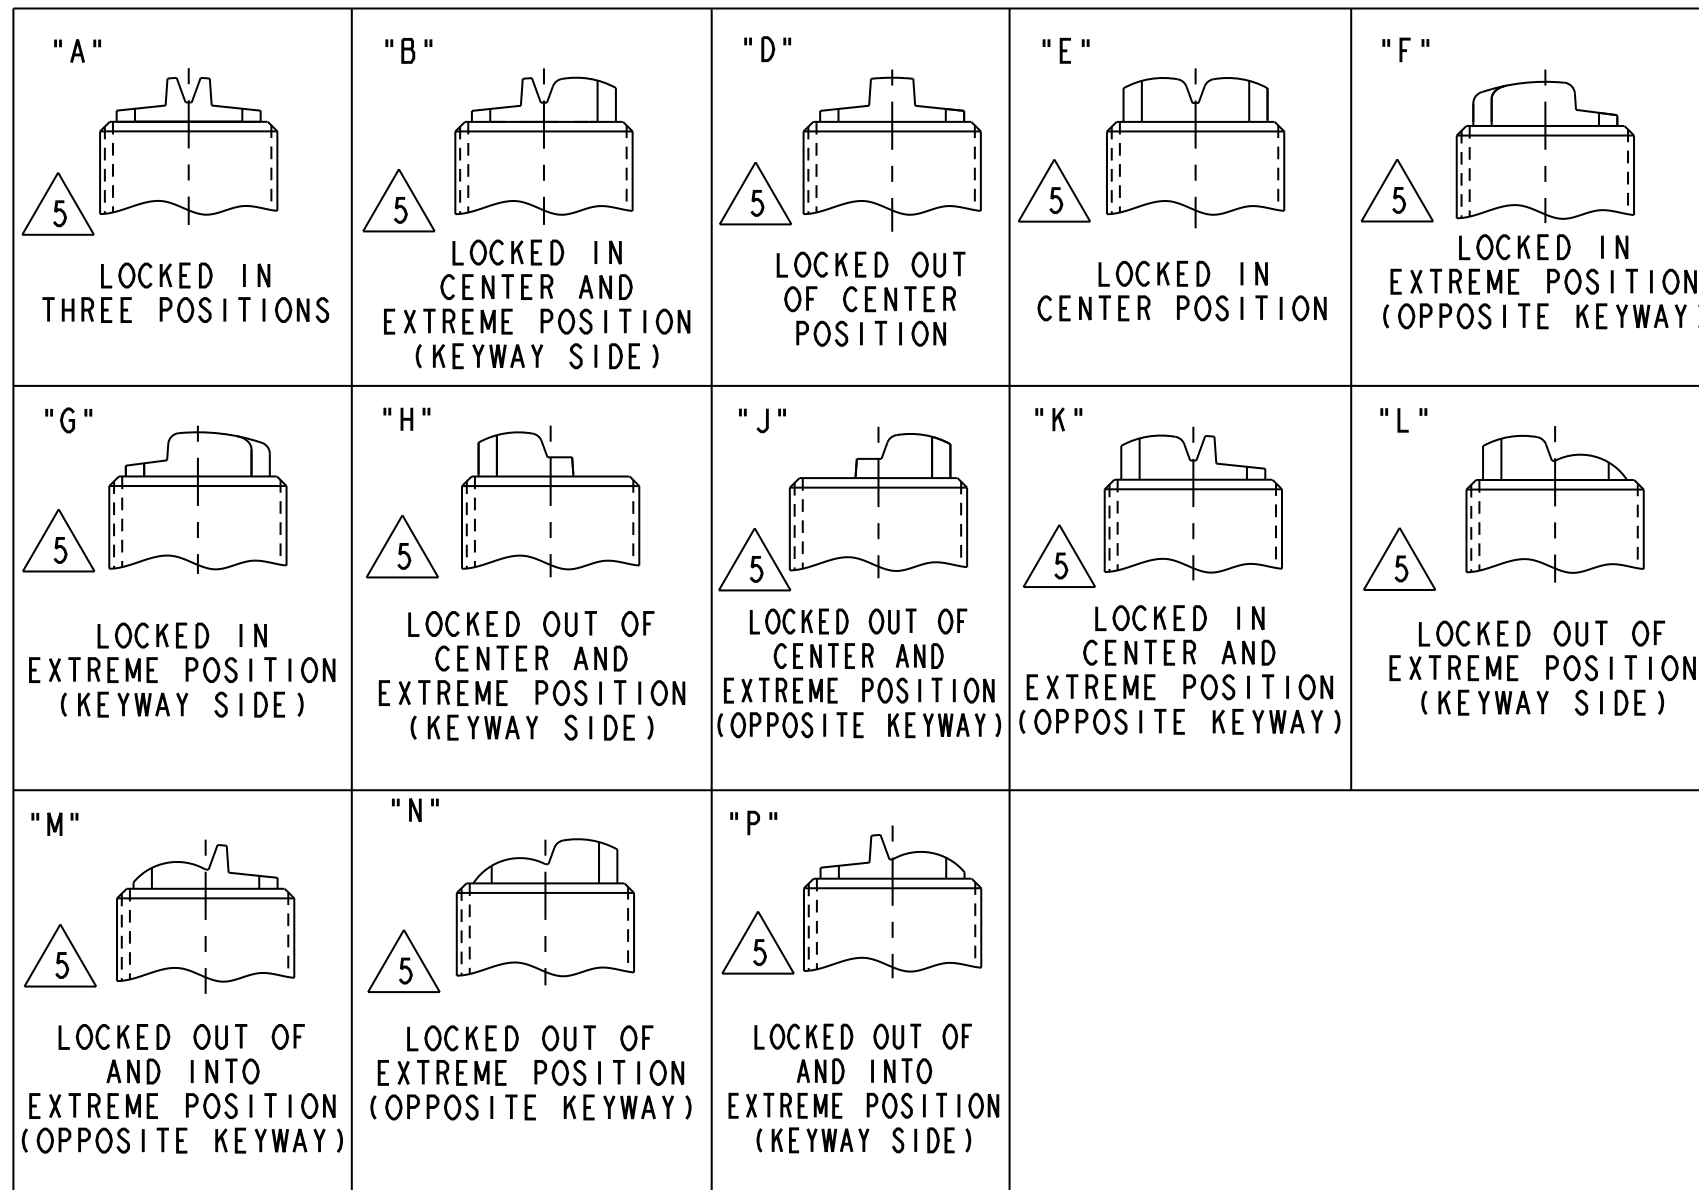 "A"
5
LOCKED IN
THREE POSITIONS
"B"
5
LOCKED IN
CENTER AND
EXTREME POSITION
(KEYWAY SIDE)
"D"
5
LOCKED OUT
OF CENTER
POSITION
"E"
5
LOCKED IN
CENTER POSITION
"F"
5
LOCKED IN
EXTREME POSITION
(OPPOSITE KEYWAY)
"G"
5
LOCKED IN
EXTREME POSITION
(KEYWAY SIDE)
"H"
5
LOCKED OUT OF
CENTER AND
EXTREME POSITION
(KEYWAY SIDE)
"J"
5
LOCKED OUT OF
CENTER AND
EXTREME POSITION
(OPPOSITE KEYWAY)
"K"
5
LOCKED IN
CENTER AND
EXTREME POSITION
(OPPOSITE KEYWAY)
"L"
5
LOCKED OUT OF
EXTREME POSITION
(KEYWAY SIDE)
"M"
5
LOCKED OUT OF
AND INTO
EXTREME POSITION
(OPPOSITE KEYWAY)
"N"
5
LOCKED OUT OF
EXTREME POSITION
(OPPOSITE KEYWAY)
"P"
5
LOCKED OUT OF
AND INTO
EXTREME POSITION
(KEYWAY SIDE)